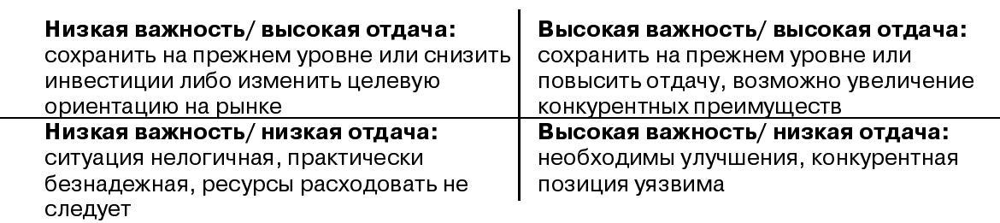 Низкая важность/ высокая отдача:
сохранить на прежнем уровне или снизить
инвестиции либо изменить целевую
ориентацию на рынке
Высокая важность/ высокая отдача:
сохранить на прежнем уровне или
повысить отдачу, возможно увеличение
конкурентных преимуществ
Низкая важность/ низкая отдача:
ситуация нелогичная, практически
безнадежная, ресурсы расходовать не
следует
Высокая важность/ низкая отдача:
необходимы улучшения, конкурентная
позиция уязвима